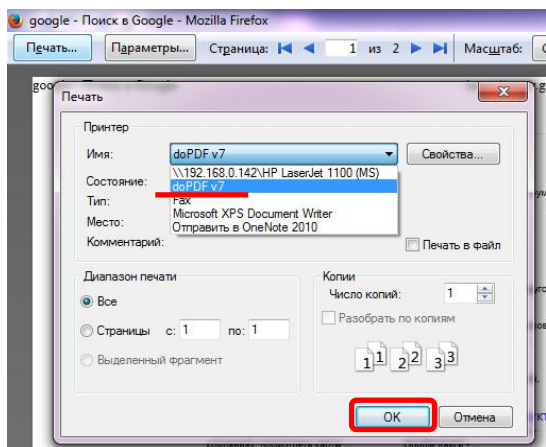 google - Поиск в Google - Mozilla Firefox
Печать... Параметры... Страница: 1 из 2 Масштаб:
Печать
Принтер
Имя: doPDF v7 Свойства...
\\192.168.0.142\HP LaserJet 1100 (MS)
Состояние: doPDF v7
Тип: Fax
Microsoft XPS Document Writer
Место: Отправить в OneNote 2010
Комментарий: Печать в файл
Диапазон печати Копии
Все Число копий: 1
Страницы с: 1 по: 1 Разобрать по копиям
Выделенный фрагмент
1 1 2 2 3 3
OK Отмена